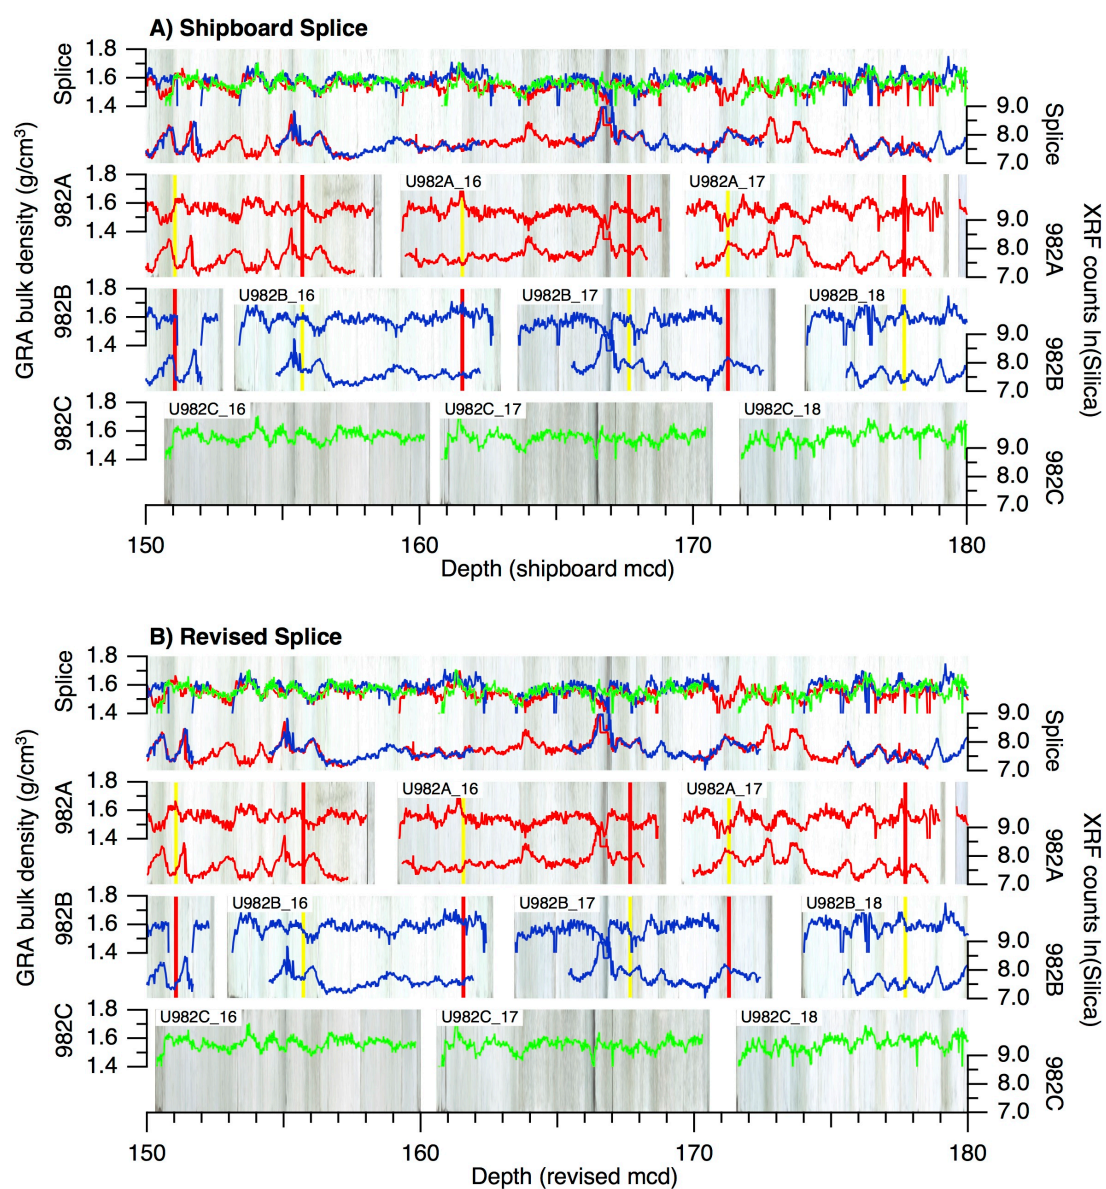 A) Shipboard Splice
GRA bulk density (g/cm³)
XRF counts ln(Silica)
Splice
1.8
1.6
1.4
9.0
8.0
7.0
Splice
982A
1.8
1.6
1.4
U982A_16
U982A_17
9.0
8.0
7.0
982A
982B
1.8
1.6
1.4
U982B_16
U982B_17
U982B_18
9.0
8.0
7.0
982B
982C
1.8
1.6
1.4
U982C_16
U982C_17
U982C_18
9.0
8.0
7.0
982C
150 160 170 180
Depth (shipboard mcd)
B) Revised Splice
GRA bulk density (g/cm³)
XRF counts ln(Silica)
Splice
1.8
1.6
1.4
9.0
8.0
7.0
Splice
982A
1.8
1.6
1.4
U982A_16
U982A_17
9.0
8.0
7.0
982A
982B
1.8
1.6
1.4
U982B_16
U982B_17
U982B_18
9.0
8.0
7.0
982B
982C
1.8
1.6
1.4
U982C_16
U982C_17
U982C_18
9.0
8.0
7.0
982C
150 160 170 180
Depth (revised mcd)